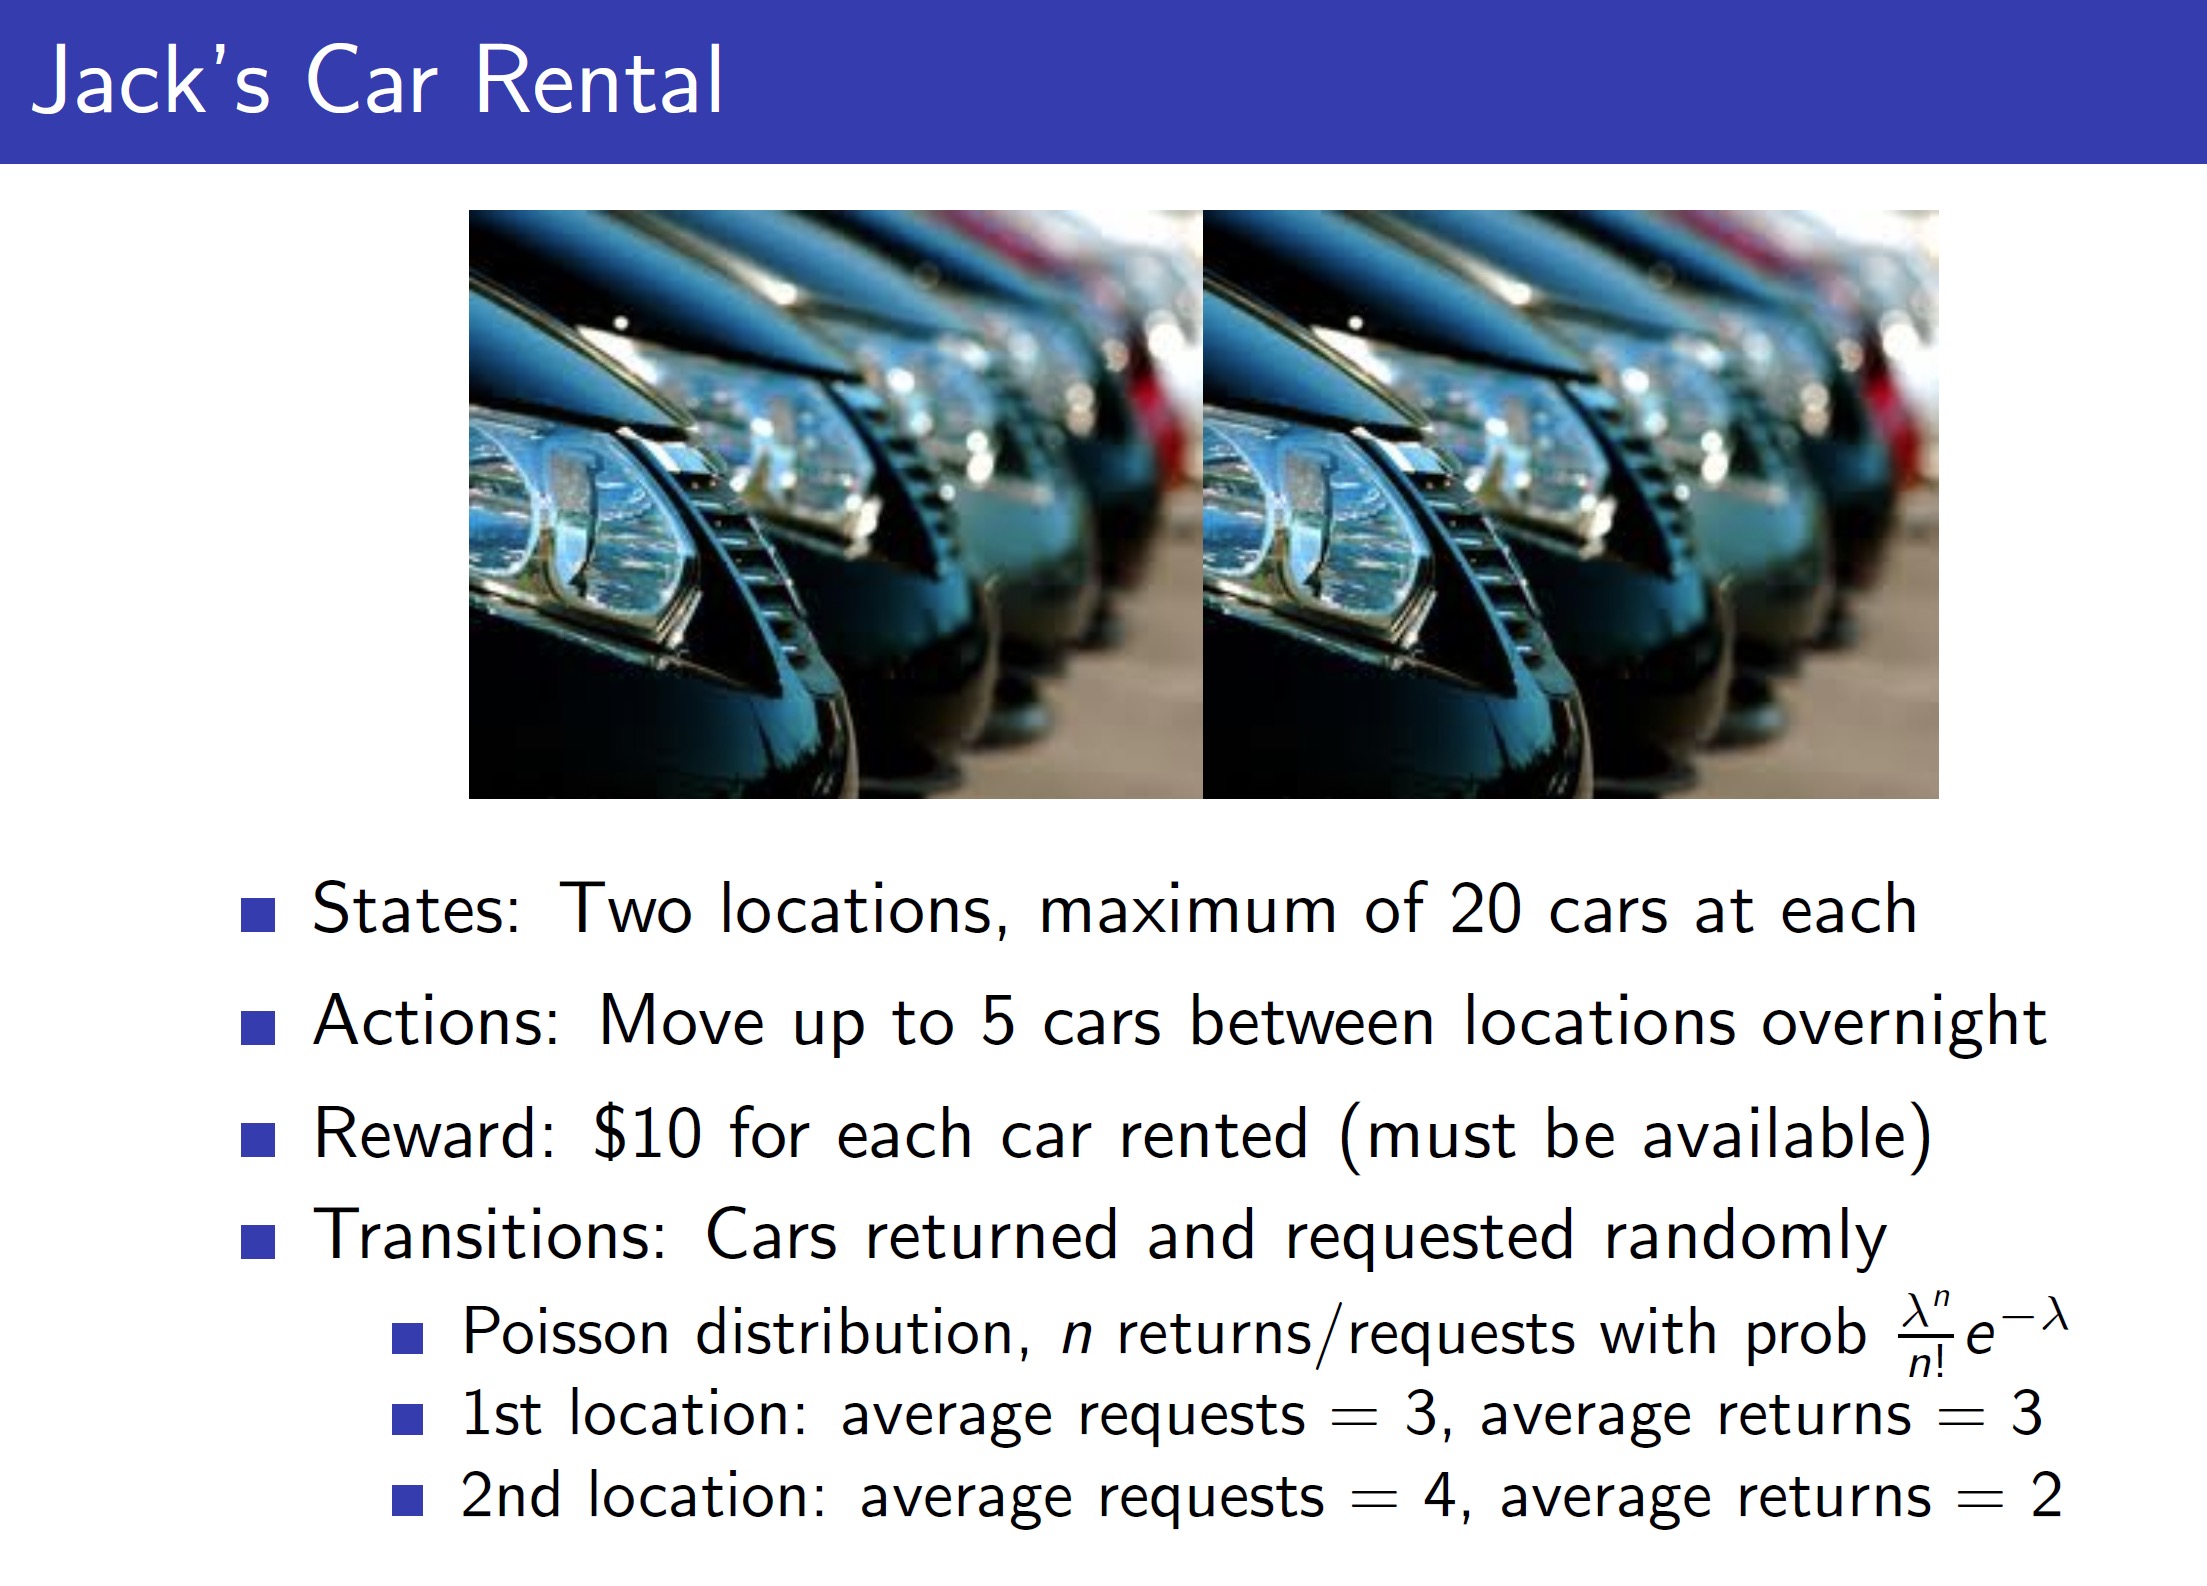 Jack's Car Rental
States: Two locations, maximum of 20 cars at each
Actions: Move up to 5 cars between locations overnight
Reward: $10 for each car rented (must be available)
Transitions: Cars returned and requested randomly
Poisson distribution, n returns/requests with prob $\frac{\lambda^n}{n!}e^{-\lambda}$
1st location: average requests = 3, average returns = 3
2nd location: average requests = 4, average returns = 2